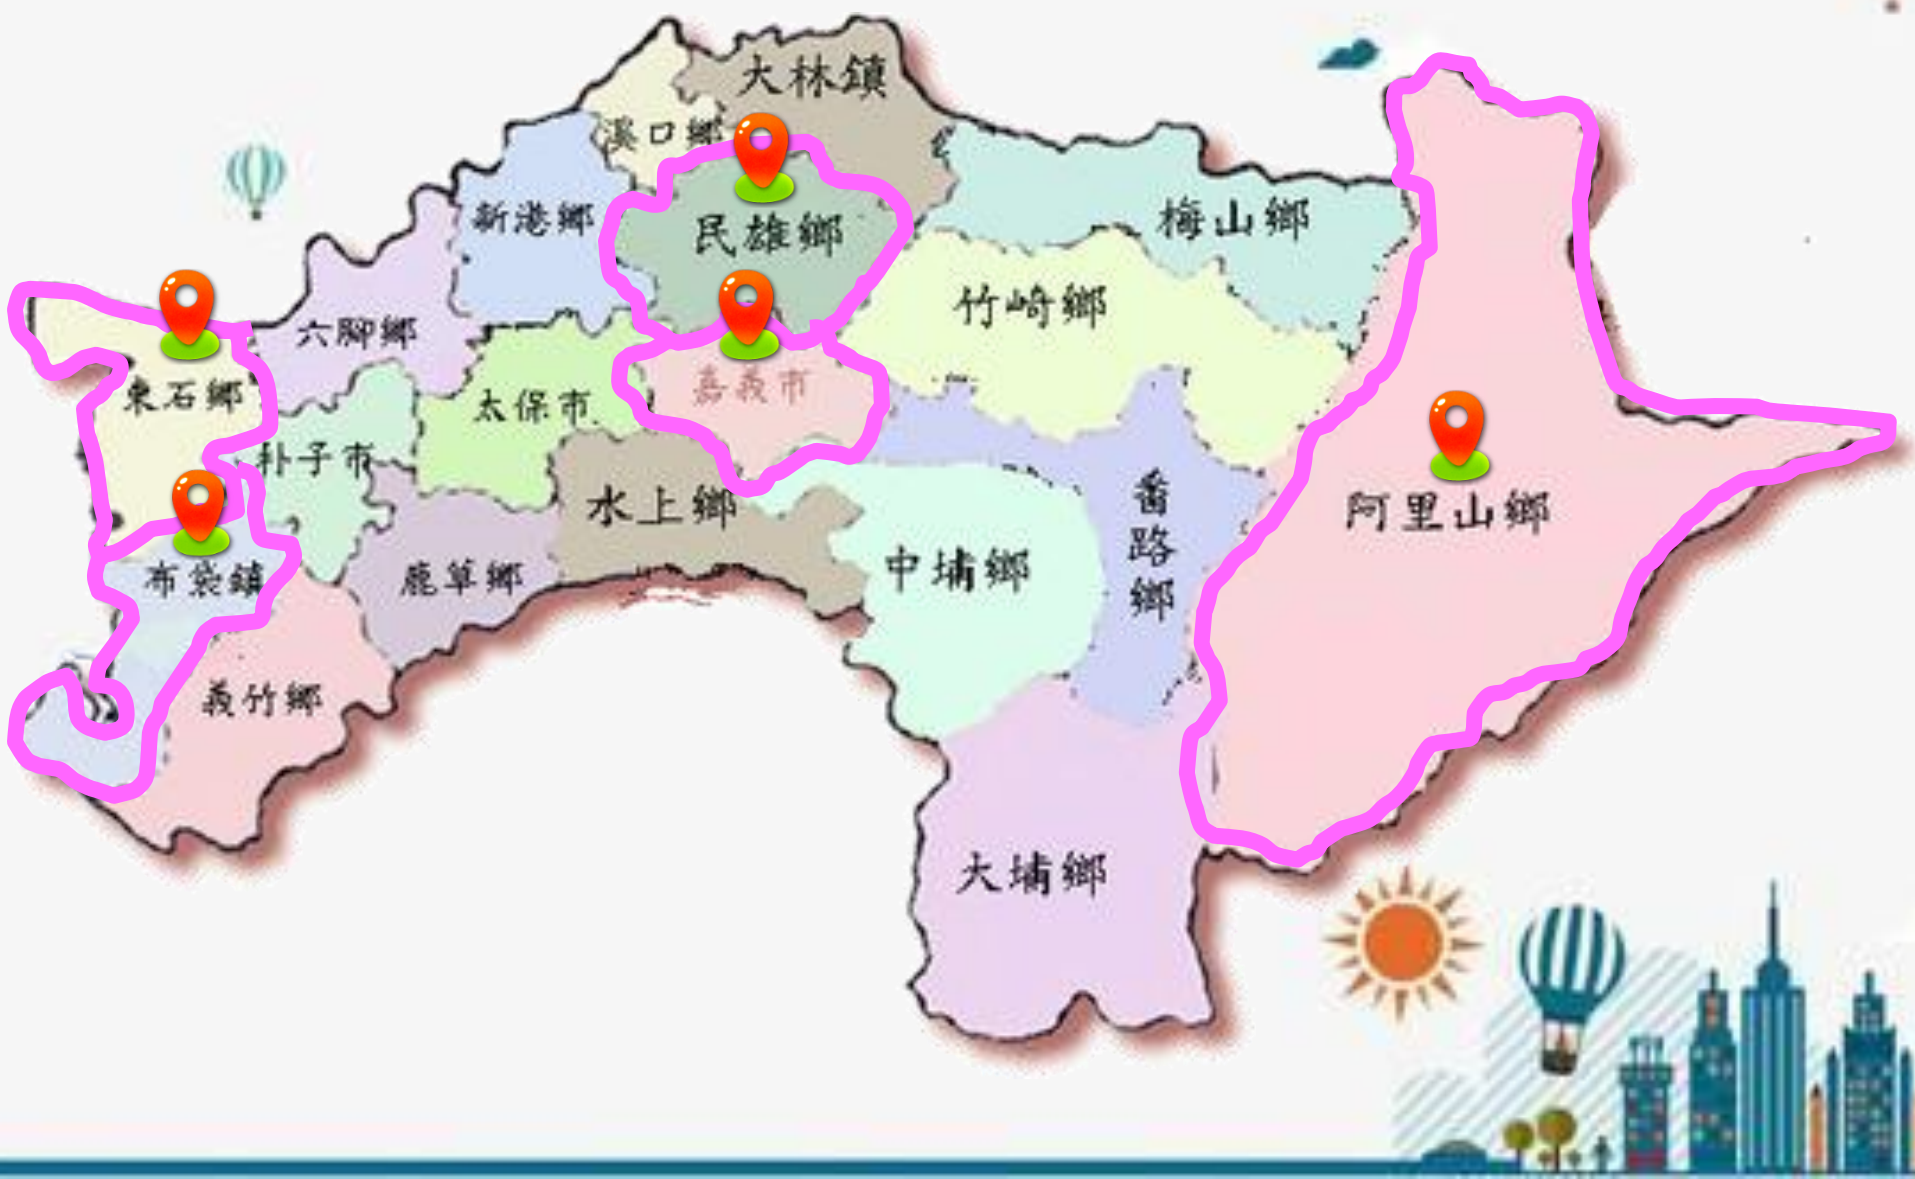 大林鎮
溪口鄉
新港鄉
民雄鄉
梅山鄉
竹崎鄉
六腳鄉
東石鄉
太保市
嘉義市
朴子市
水上鄉
番路鄉
阿里山鄉
布袋鎮
鹿草鄉
中埔鄉
義竹鄉
大埔鄉